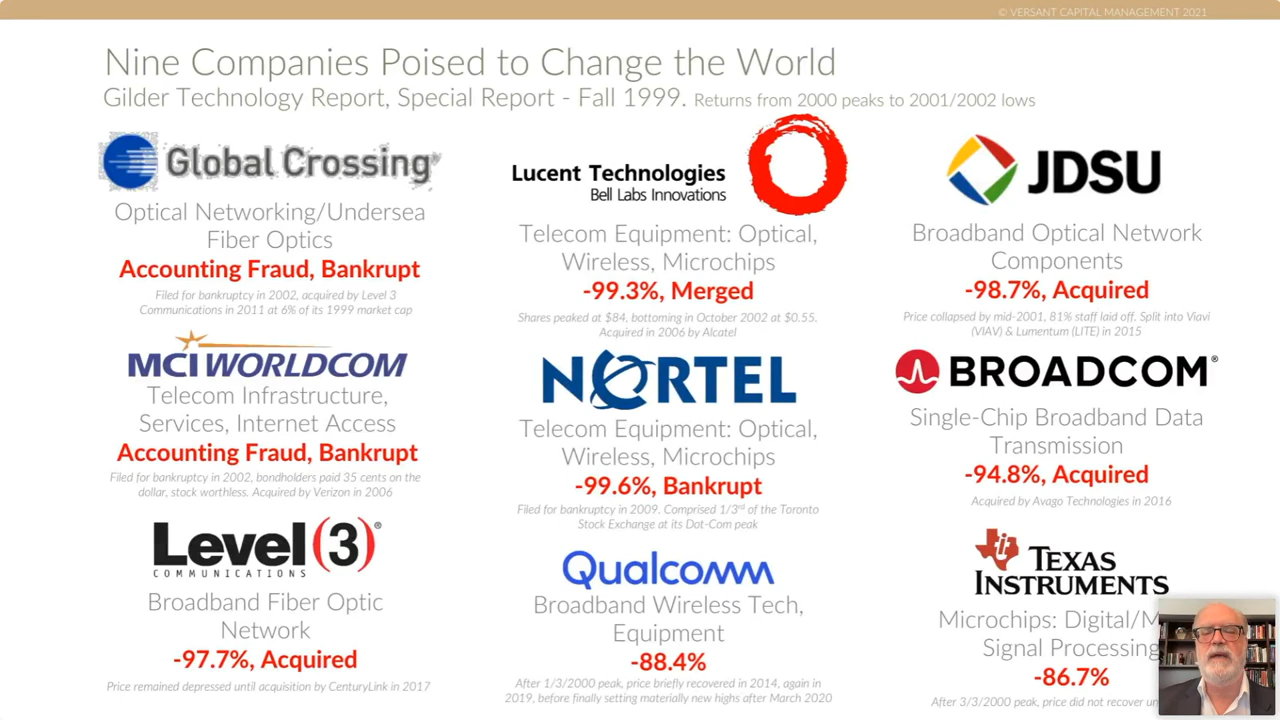 © VERSANT CAPITAL MANAGEMENT 2021
Nine Companies Poised to Change the World
Gilder Technology Report, Special Report - Fall 1999. Returns from 2000 peaks to 2001/2002 lows
Global Crossing
Optical Networking/Undersea
Fiber Optics
Accounting Fraud, Bankrupt
Filed for bankruptcy in 2002, acquired by Level 3
Communications in 2011 at 6% of its 1999 market cap
Lucent Technologies
Bell Labs Innovations
Telecom Equipment: Optical,
Wireless, Microchips
-99.3%, Merged
Shares peaked at $84, bottoming in October 2002 at $0.55.
Acquired in 2006 by Alcatel
JDSU
Broadband Optical Network
Components
-98.7%, Acquired
Price collapsed by mid-2001, 81% staff laid off. Split into Viavi
(VIAV) & Lumentum (LITE) in 2015
MCI WORLDCOM
Telecom Infrastructure,
Services, Internet Access
Accounting Fraud, Bankrupt
Filed for bankruptcy in 2002, bondholders paid 35 cents on the
dollar, stock worthless. Acquired by Verizon in 2006
NORTEL
Telecom Equipment: Optical,
Wireless, Microchips
-99.6%, Bankrupt
Filed for bankruptcy in 2009. Comprised 1/3rd of the Toronto
Stock Exchange at its Dot-Com peak
BROADCOM®
Single-Chip Broadband Data
Transmission
-94.8%, Acquired
Acquired by Avago Technologies in 2016
Level(3)®
COMMUNICATIONS
Broadband Fiber Optic
Network
-97.7%, Acquired
Price remained depressed until acquisition by CenturyLink in 2017
Qualcomm
Broadband Wireless Tech,
Equipment
-88.4%
After 1/3/2000 peak, price briefly recovered in 2014, again in
2019, before finally setting materially new highs after March 2020
TEXAS
INSTRUMENTS
Microchips: Digital/M
Signal Processing
-86.7%
After 3/3/2000 peak, price did not recover